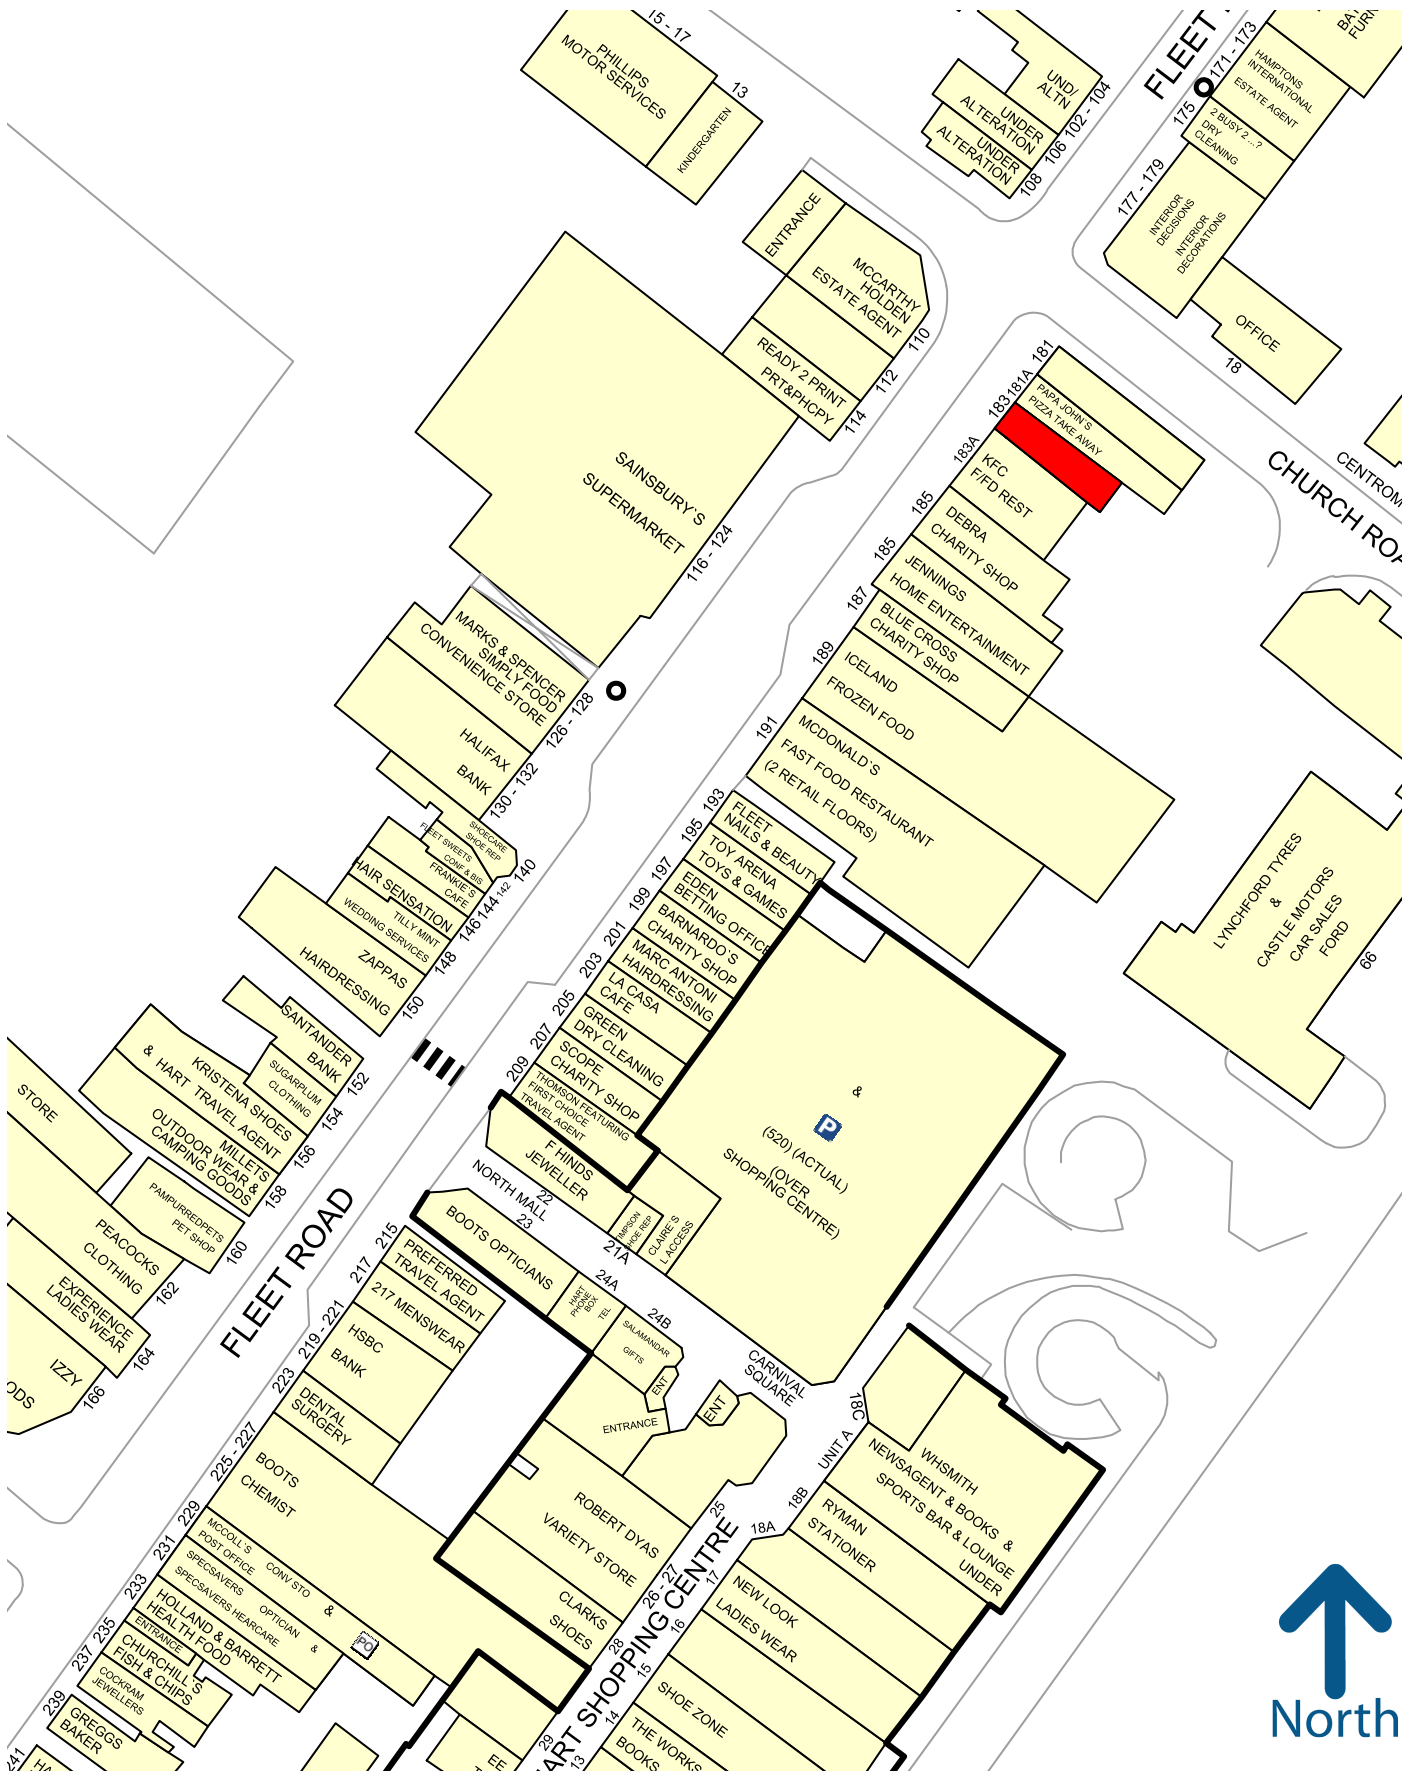 15 - 17
PHILLIPS
MOTOR SERVICES
13
KINDERGARTEN
UND/
ALTN
102 - 104
UNDER
ALTERATION
106
UNDER
ALTERATION
108
FLEET
171 - 173
HAMPTONS
INTERNATIONAL
ESTATE AGENT
175
2 BUSY 2 ...?
DRY
CLEANING
177 - 179
INTERIOR
DECISIONS
INTERIOR
DECORATIONS
OFFICE
18
ENTRANCE
MCCARTHY
HOLDEN
ESTATE AGENT
110
112
READY 2 PRINT
PRT&PHCPY
114
SAINSBURY`S
SUPERMARKET
116 - 124
181
181A
PAPA JOHN`S
PIZZA TAKE AWAY
183
183A
KFC
F/FD REST
185
DEBRA
CHARITY SHOP
185
JENNINGS
HOME ENTERTAINMENT
187
BLUE CROSS
CHARITY SHOP
189
ICELAND
FROZEN FOOD
191
MCDONALD`S
FAST FOOD RESTAURANT
(2 RETAIL FLOORS)
CHURCH ROA
CENTROM
MARKS & SPENCER
SIMPLY FOOD
CONVENIENCE STORE
126 - 128
HALIFAX
BANK
130 - 132
SHOECARE
SHOE REP
FLEET SWEETS
CONF & BIS
140
142
FRANKIE`S
CAFE
144
HAIR SENSATION
146
TILLY MINT
WEDDING SERVICES
148
ZAPPAS
HAIRDRESSING
150
193
FLEET
NAILS & BEAUTY
195
TOY ARENA
TOYS & GAMES
197
EDEN
BETTING OFFICE
199
BARNARDO`S
CHARITY SHOP
201
MARC ANTONI
HAIRDRESSING
203
LA CASA
CAFE
205
GREEN
DRY CLEANING
207
SCOPE
CHARITY SHOP
209
THOMSON FEATURING
FIRST CHOICE
TRAVEL AGENT
LYNCHFORD TYRES
&
CASTLE MOTORS
CAR SALES
FORD
66
&
P
(520) (ACTUAL)
(OVER
SHOPPING CENTRE)
SANTANDER
BANK
152
SUGARPLUM
CLOTHING
154
KRISTENA SHOES
& HART TRAVEL AGENT
156
MILLETS
OUTDOOR WEAR &
CAMPING GOODS
158
STORE
PAMPURREDPETS
PET SHOP
160
PEACOCKS
CLOTHING
162
EXPERIENCE
LADIES WEAR
164
IZZY
166
ODS
FLEET ROAD
F HINDS
JEWELLER
22
NORTH MALL
23
BOOTS OPTICIANS
21A
CLAIRE`S
ACCESS
24A
HART
PHONE
BOX
TEL
24B
SALAMANDAR
GIFTS
ENT
ENT
ENTRANCE
CARNIVAL
SQUARE
215
PREFERRED
TRAVEL AGENT
217
217 MENSWEAR
219 - 221
HSBC
BANK
223
DENTAL
SURGERY
225 - 227
BOOTS
CHEMIST
229
MCCOLL`S CONV STO &
POST OFFICE
PO
231
SPECSAVERS OPTICIAN &
SPECSAVERS HEARCARE
233
HOLLAND & BARRETT
HEALTH FOOD
235
ENTRANCE
237
CHURCHILL`S
FISH & CHIPS
COCKRAM
JEWELLERS
239
GREGGS
BAKER
241
HA
ROBERT DYAS
VARIETY STORE
25
26 - 27
CLARKS
SHOES
28
29
EE
ART SHOPPING CENTRE
18C
UNIT A
WHSMITH
NEWSAGENT & BOOKS &
SPORTS BAR & LOUNGE
UNDER
18B
RYMAN
STATIONER
18A
17
NEW LOOK
LADIES WEAR
16
15
SHOE ZONE
14
THE WORKS
BOOKS
13
North